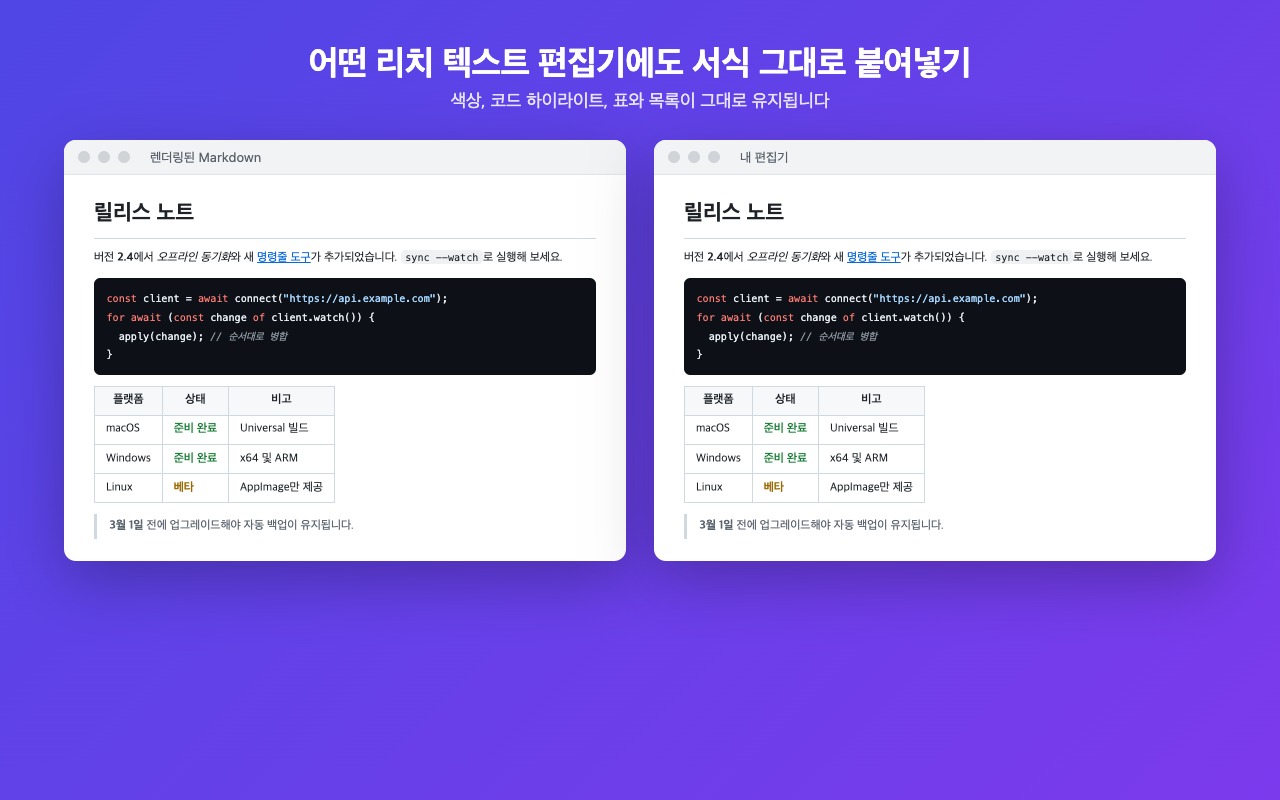 어떤 리치 텍스트 편집기에도 서식 그대로 붙여넣기
색상, 코드 하이라이트, 표와 목록이 그대로 유지됩니다
렌더링된 Markdown
릴리스 노트
버전 2.4에서 오프라인 동기화와 새 명령줄 도구가 추가되었습니다. sync --watch 로 실행해 보세요.
const client = await connect("https://api.example.com");
for await (const change of client.watch()) {
  apply(change); // 순서대로 병합
}
플랫폼 상태 비고
macOS 준비 완료 Universal 빌드
Windows 준비 완료 x64 및 ARM
Linux 베타 AppImage만 제공
3월 1일 전에 업그레이드해야 자동 백업이 유지됩니다.
내 편집기
릴리스 노트
버전 2.4에서 오프라인 동기화와 새 명령줄 도구가 추가되었습니다. sync --watch 로 실행해 보세요.
const client = await connect("https://api.example.com");
for await (const change of client.watch()) {
  apply(change); // 순서대로 병합
}
플랫폼 상태 비고
macOS 준비 완료 Universal 빌드
Windows 준비 완료 x64 및 ARM
Linux 베타 AppImage만 제공
3월 1일 전에 업그레이드해야 자동 백업이 유지됩니다.